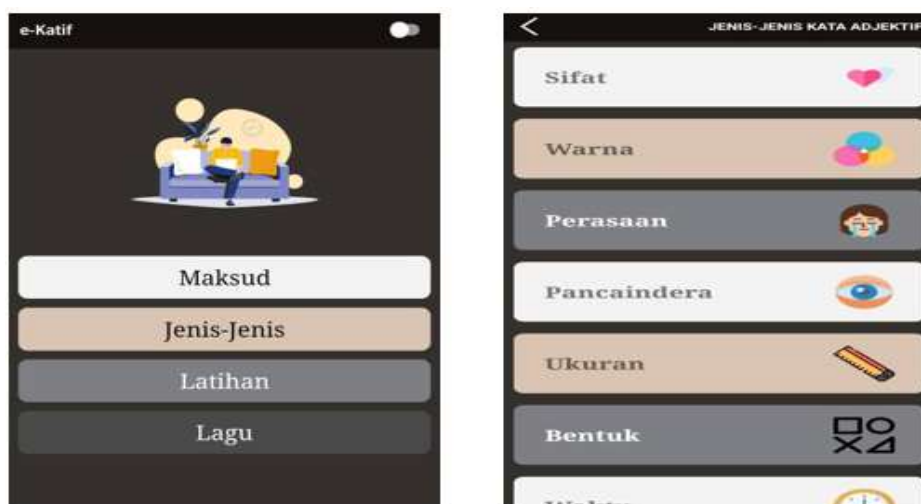 e-Katif
Maksud
Jenis-Jenis
Latihan
Lagu
JENIS-JENIS KATA ADJEKTIF
Sifat
Warna
Perasaan
Pancaindera
Ukuran
Bentuk